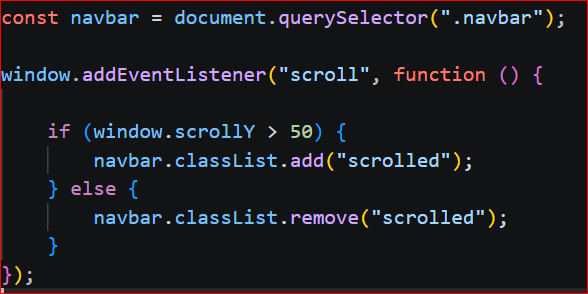 const navbar = document.querySelector(".navbar");
window.addEventListener("scroll", function () {
    if (window.scrollY > 50) {
        navbar.classList.add("scrolled");
    } else {
        navbar.classList.remove("scrolled");
    }
});